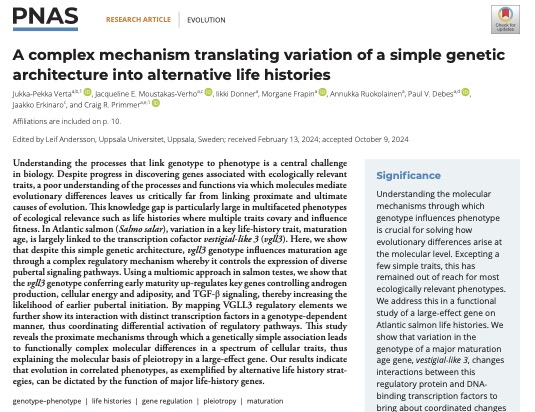 PNAS
RESEARCH ARTICLE | EVOLUTION
Check for updates
A complex mechanism translating variation of a simple genetic
architecture into alternative life histories
Jukka-Pekka Verta, Jacqueline E. Moustakas-Verho, Iikki Donner, Morgane Frapin, Annukka Ruokolainen, Paul V. Debes,
Jaakko Erkinaro, and Craig R. Primmer
Affiliations are included on p. 10.
Edited by Leif Andersson, Uppsala Universitet, Uppsala, Sweden; received February 13, 2024; accepted October 9, 2024
Understanding the processes that link genotype to phenotype is a central challenge
in biology. Despite progress in discovering genes associated with ecologically relevant
traits, a poor understanding of the processes and functions via which molecules mediate
evolutionary differences leaves us critically far from linking proximate and ultimate
causes of evolution. This knowledge gap is particularly large in multifaceted phenotypes
of ecological relevance such as life histories where multiple traits covary and influence
fitness. In Atlantic salmon (Salmo salar), variation in a key life-history trait, maturation
age, is largely linked to the transcription cofactor vestigial-like 3 (vgll3). Here, we show
that despite this simple genetic architecture, vgll3 genotype influences maturation age
through a complex regulatory mechanism whereby it controls the expression of diverse
pubertal signaling pathways. Using a multiomic approach in salmon testes, we show that
the vgll3 genotype conferring early maturity up-regulates key genes controlling androgen
production, cellular energy and adiposity, and TGF-β signaling, thereby increasing the
likelihood of earlier pubertal initiation. By mapping VGLL3 regulatory elements we
further show its interaction with distinct transcription factors in a genotype-dependent
manner, thus coordinating differential activation of regulatory pathways. This study
reveals the proximate mechanisms through which a genetically simple association leads
to functionally complex molecular differences in a spectrum of cellular traits, thus
explaining the molecular basis of pleiotropy in a large-effect gene. Our results indicate
that evolution in correlated phenotypes, as exemplified by alternative life history strat-
egies, can be dictated by the function of major life-history genes.
genotype–phenotype | life histories | gene regulation | pleiotropy | maturation
Significance
Understanding the molecular
mechanisms through which
genotype influences phenotype
is crucial for solving how
evolutionary differences arise at
the molecular level. Excepting a
few simple traits, this has
remained out of reach for most
ecologically relevant phenotypes.
We address this in a functional
study of a large-effect gene on
Atlantic salmon life histories. We
show that variation in the
genotype of a major maturation
age gene, vestigial-like 3, changes
interactions between this
regulatory protein and DNA-
binding transcription factors to
bring about coordinated changes